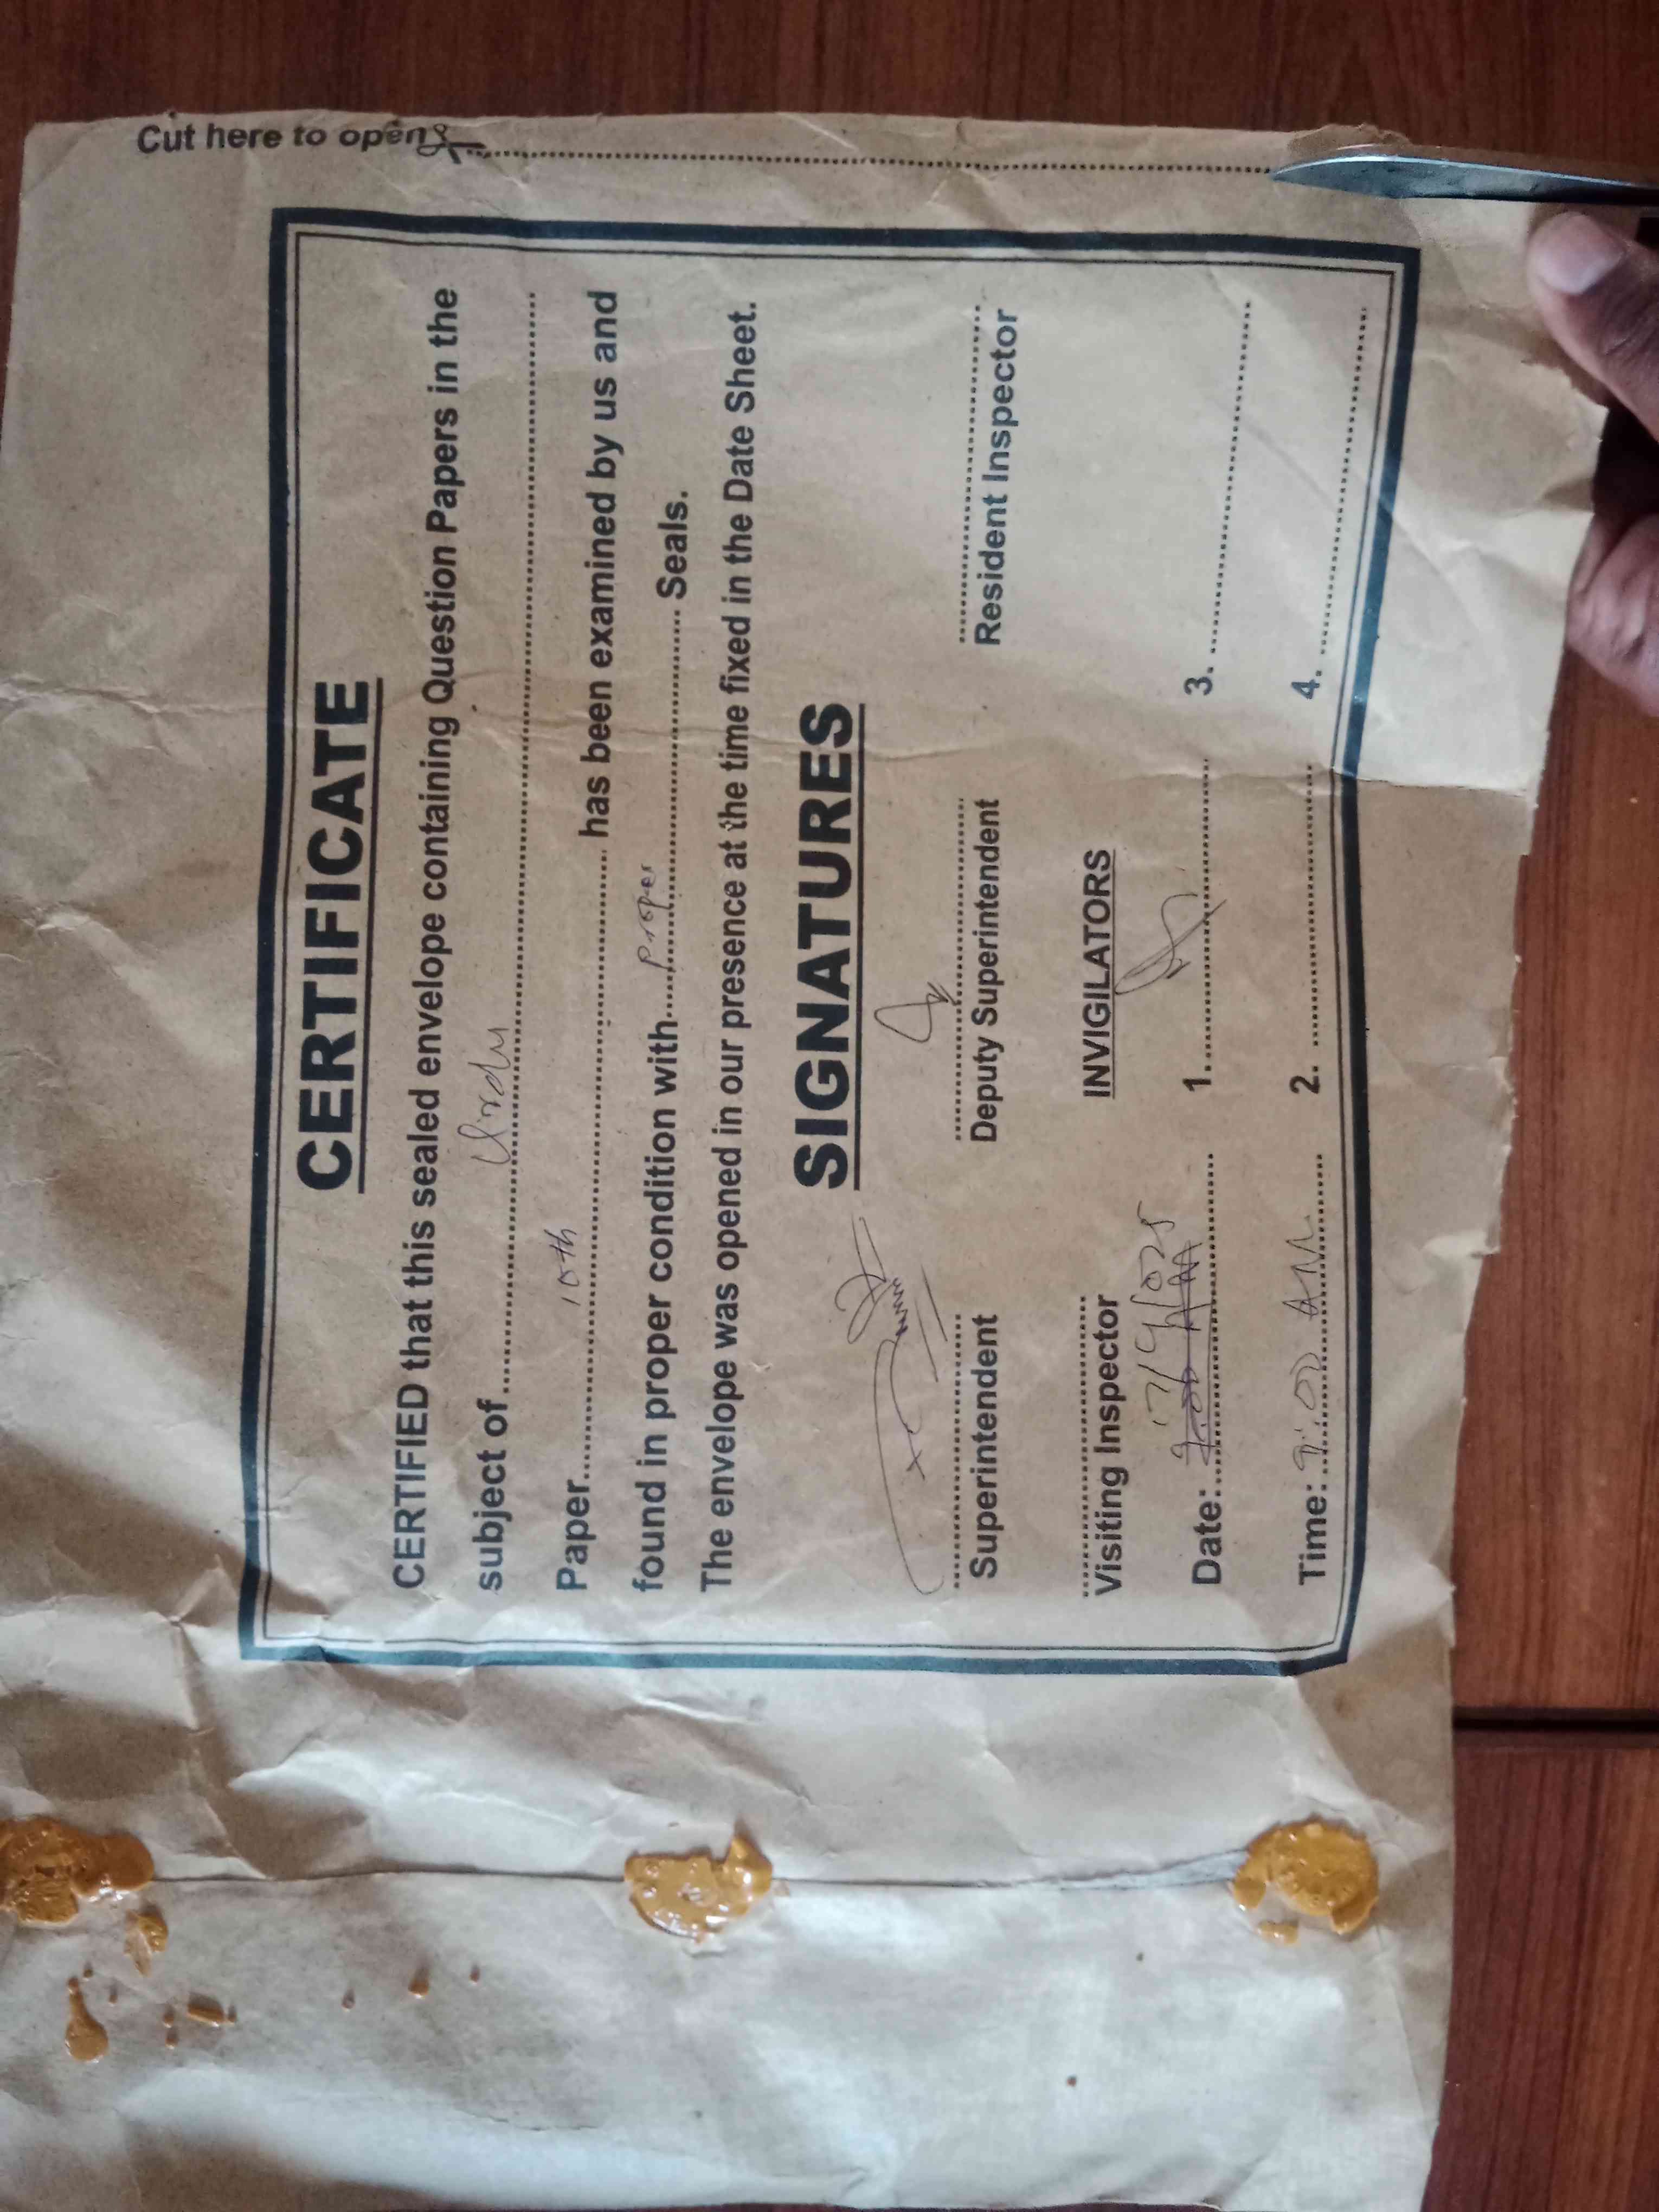 Cut here to open
CERTIFICATE
CERTIFIED that this sealed envelope containing Question Papers in the
subject of Urdu
Paper 10th has been examined by us and
found in proper condition with proper Seals.
The envelope was opened in our presence at the time fixed in the Date Sheet.
SIGNATURES
Superintendent Deputy Superintendent Resident Inspector
Visiting Inspector INVIGILATORS
Date: 1. 3.
Time: 9:00 AM 2. 4.